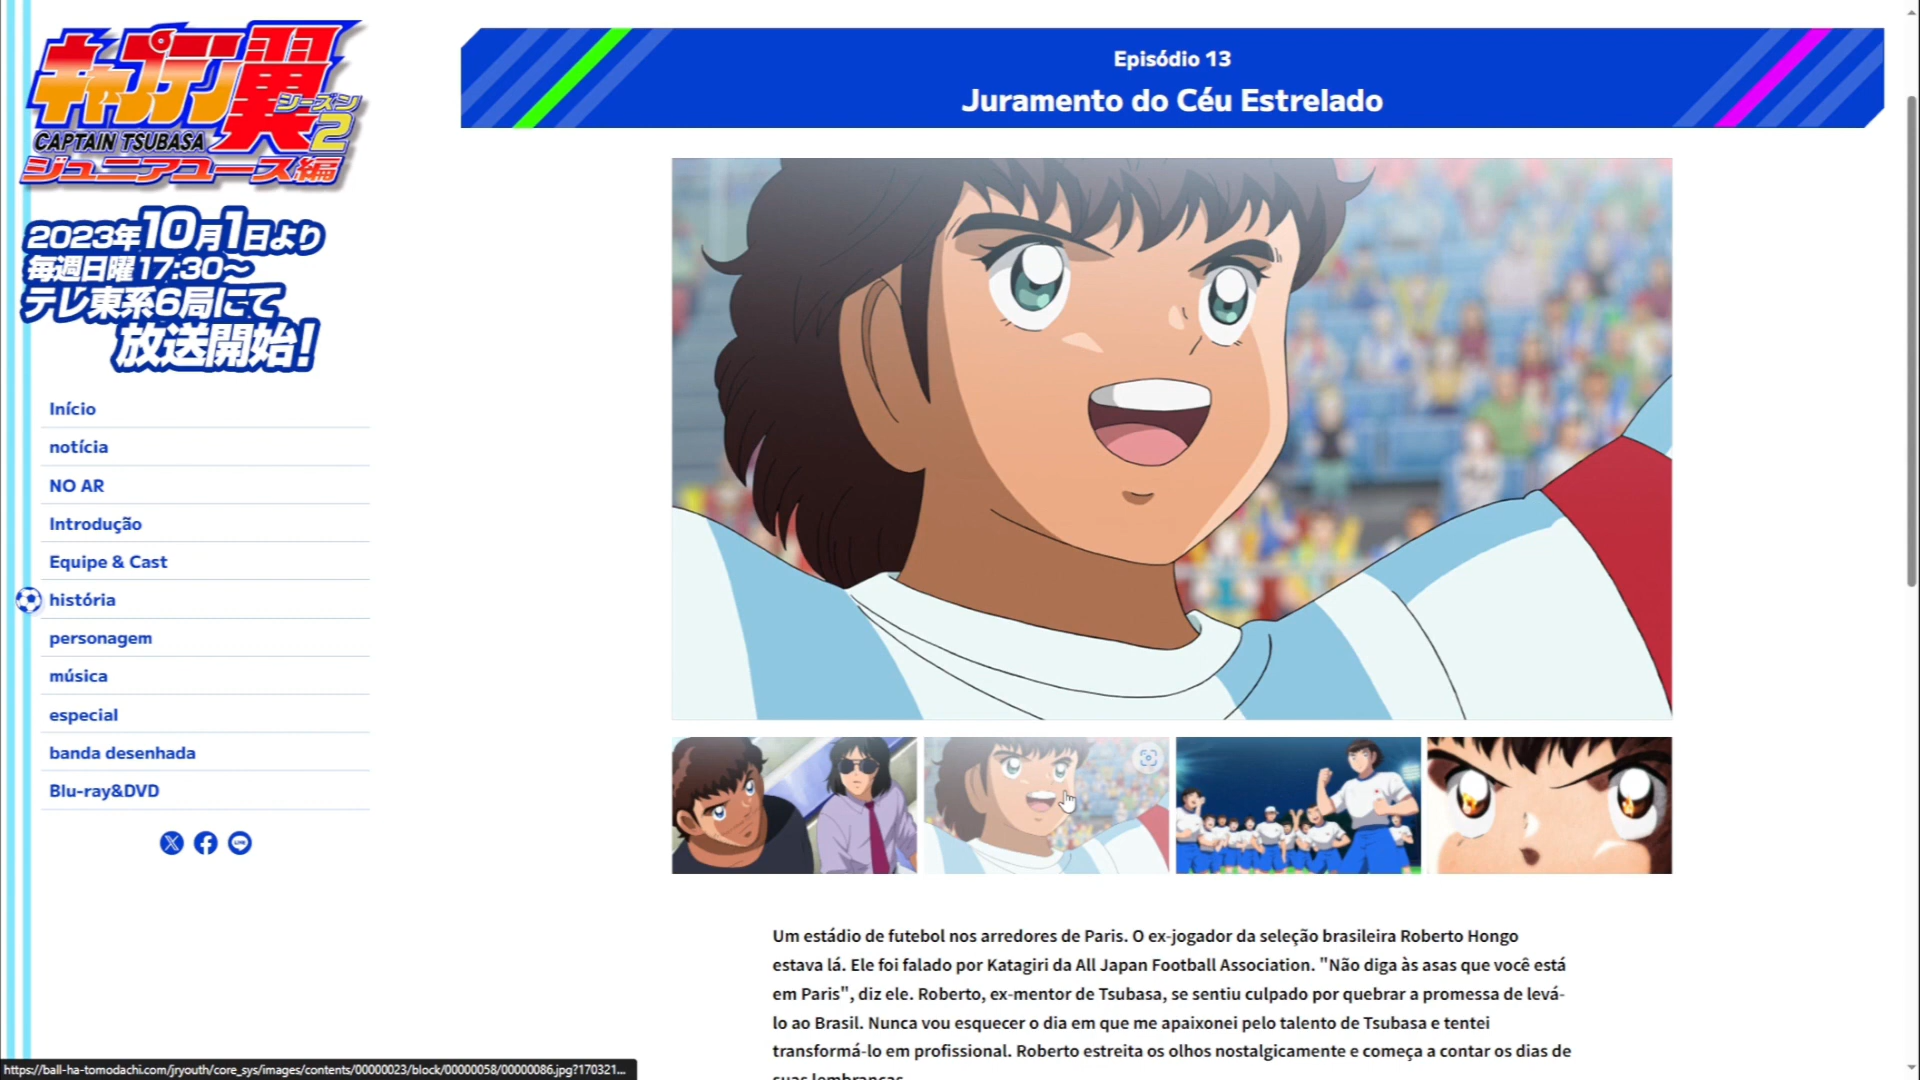 キャプテン翼
シーズン2
CAPTAIN TSUBASA
ジュニアユース編
2023年10月1日より
毎週日曜17:30～
テレ東系6局にて
放送開始!
Início
notícia
NO AR
Introdução
Equipe & Cast
história
personagem
música
especial
banda desenhada
Blu-ray&DVD
Episódio 13
Juramento do Céu Estrelado
Um estádio de futebol nos arredores de Paris. O ex-jogador da seleção brasileira Roberto Hongo
estava lá. Ele foi falado por Katagiri da All Japan Football Association. "Não diga às asas que você está
em Paris", diz ele. Roberto, ex-mentor de Tsubasa, se sentiu culpado por quebrar a promessa de levá-
lo ao Brasil. Nunca vou esquecer o dia em que me apaixonei pelo talento de Tsubasa e tentei
transformá-lo em profissional. Roberto estreita os olhos nostalgicamente e começa a contar os dias de
suas lembranças.
https://ball-ha-tomodachi.com/jryouth/core_sys/images/contents/00000023/block/00000058/00000086.jpg?170321...